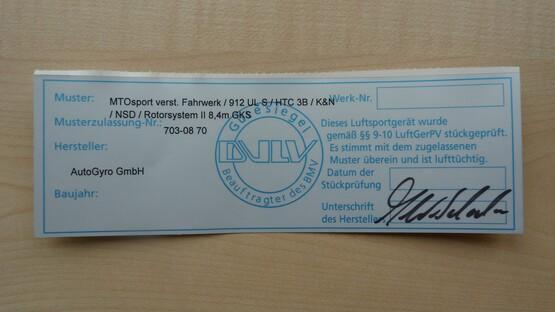 Muster: MTOsport verst. Fahrwerk / 912 UL S / HTC 3B / K&N
/ NSD / Rotorsystem II 8,4m GKS
Musterzulassung-Nr.: 703-08 70
Hersteller:
AutoGyro GmbH
Baujahr:
Gütesiegel
DULV
Beauftragter des BMV
Werk-Nr.
Dieses Luftsportgerät wurde
gemäß §§ 9-10 LuftGerPV stückgeprüft.
Es stimmt mit dem zugelassenen
Muster überein und ist lufttüchtig.
Datum der
Stückprüfung
Unterschrift
des Herstellers